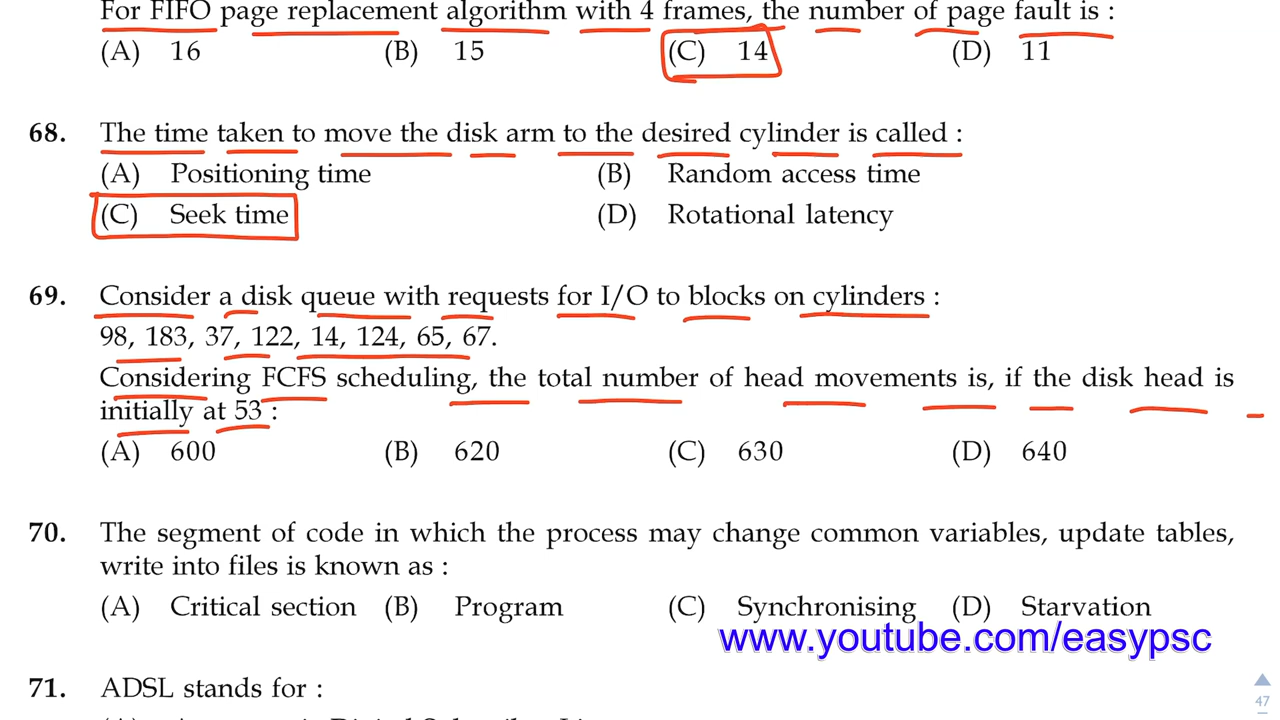 For FIFO page replacement algorithm with 4 frames, the number of page fault is :
(A) 16 (B) 15 (C) 14 (D) 11
68. The time taken to move the disk arm to the desired cylinder is called :
(A) Positioning time (B) Random access time
(C) Seek time (D) Rotational latency
69. Consider a disk queue with requests for I/O to blocks on cylinders :
98, 183, 37, 122, 14, 124, 65, 67.
Considering FCFS scheduling, the total number of head movements is, if the disk head is
initially at 53 :
(A) 600 (B) 620 (C) 630 (D) 640
70. The segment of code in which the process may change common variables, update tables,
write into files is known as :
(A) Critical section (B) Program (C) Synchronising (D) Starvation
www.youtube.com/easypsc
71. ADSL stands for :
47